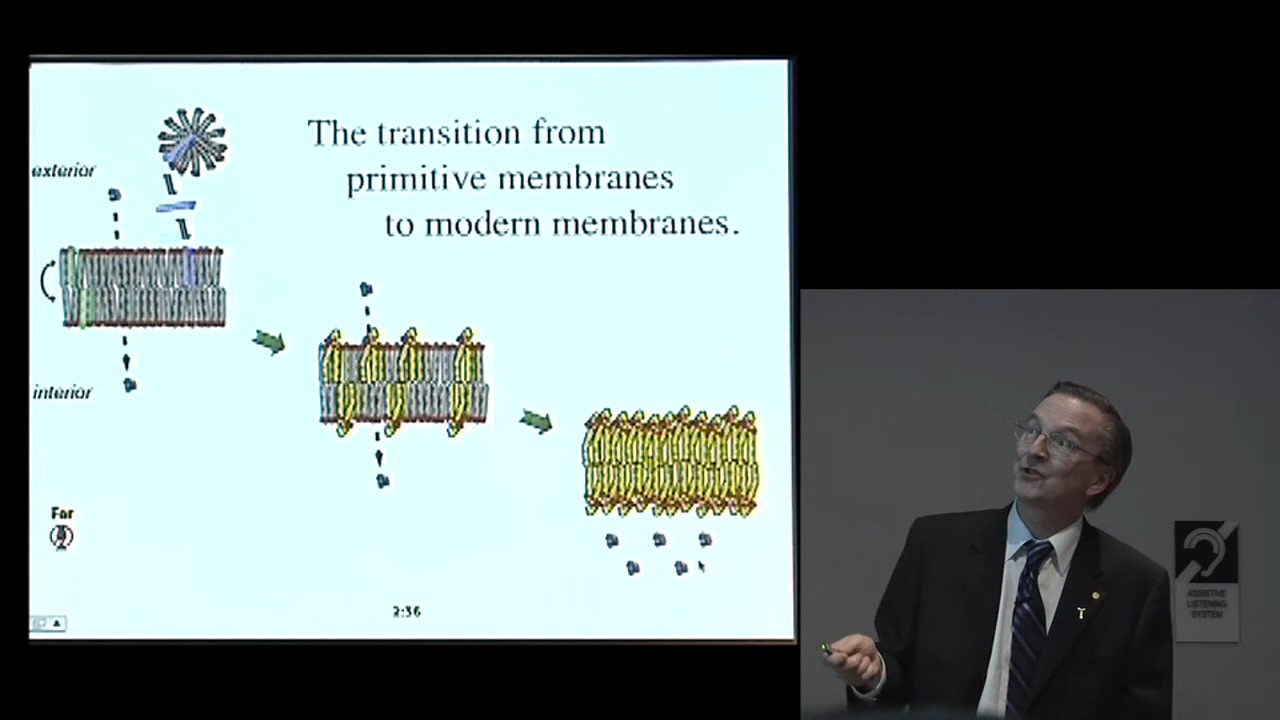 The transition from
primitive membranes
to modern membranes.
exterior
interior
For
2:36
ASSISTIVE
LISTENING
SYSTEM